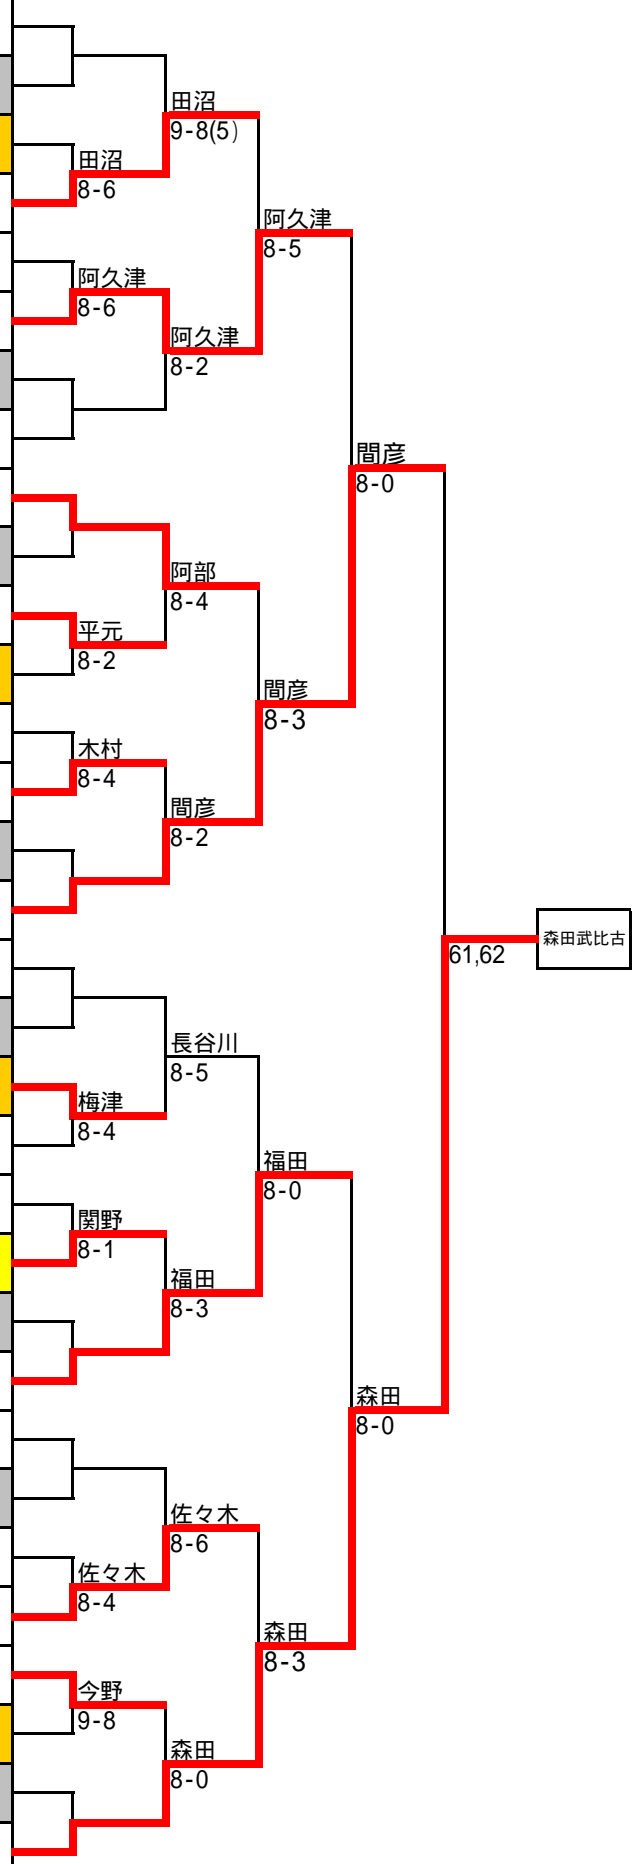 田沼
9-8(5)
田沼
8-6
阿久津
8-5
阿久津
8-6
阿久津
8-2
間彦
8-0
阿部
8-4
平元
8-2
間彦
8-3
木村
8-4
間彦
8-2
森田武比古
61,62
長谷川
8-5
梅津
8-4
福田
8-0
関野
8-1
福田
8-3
森田
8-0
佐々木
8-6
佐々木
8-4
森田
8-3
今野
9-8
森田
8-0